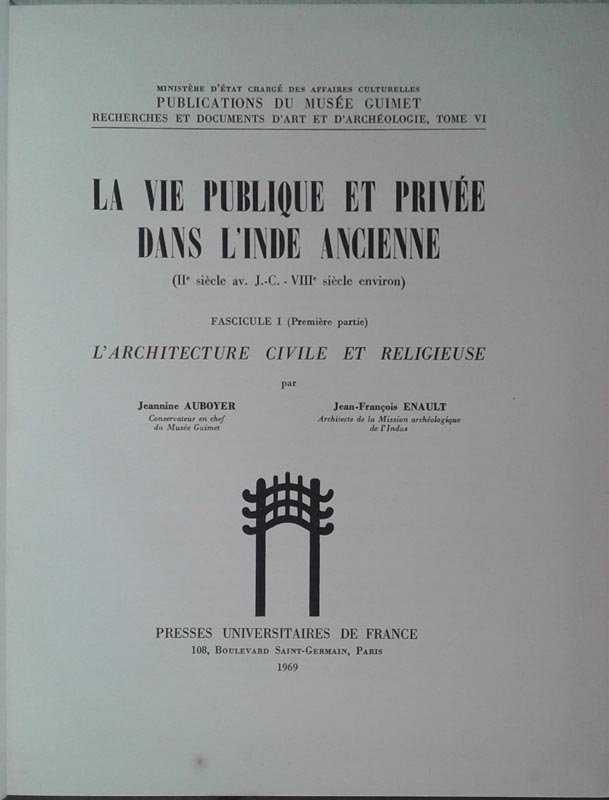 MINISTÈRE D'ÉTAT CHARGÉ DES AFFAIRES CULTURELLES
PUBLICATIONS DU MUSÉE GUIMET
RECHERCHES ET DOCUMENTS D'ART ET D'ARCHÉOLOGIE, TOME VI
LA VIE PUBLIQUE ET PRIVÉE
DANS L'INDE ANCIENNE
(IIe siècle av. J.-C. - VIIIe siècle environ)
FASCICULE I (Première partie)
L'ARCHITECTURE CIVILE ET RELIGIEUSE
par
Jeannine AUBOYER
Conservateur en chef
du Musée Guimet
Jean-François ENAULT
Architecte de la Mission archéologique
de l'Indus
PRESSES UNIVERSITAIRES DE FRANCE
108, BOULEVARD SAINT-GERMAIN, PARIS
1969